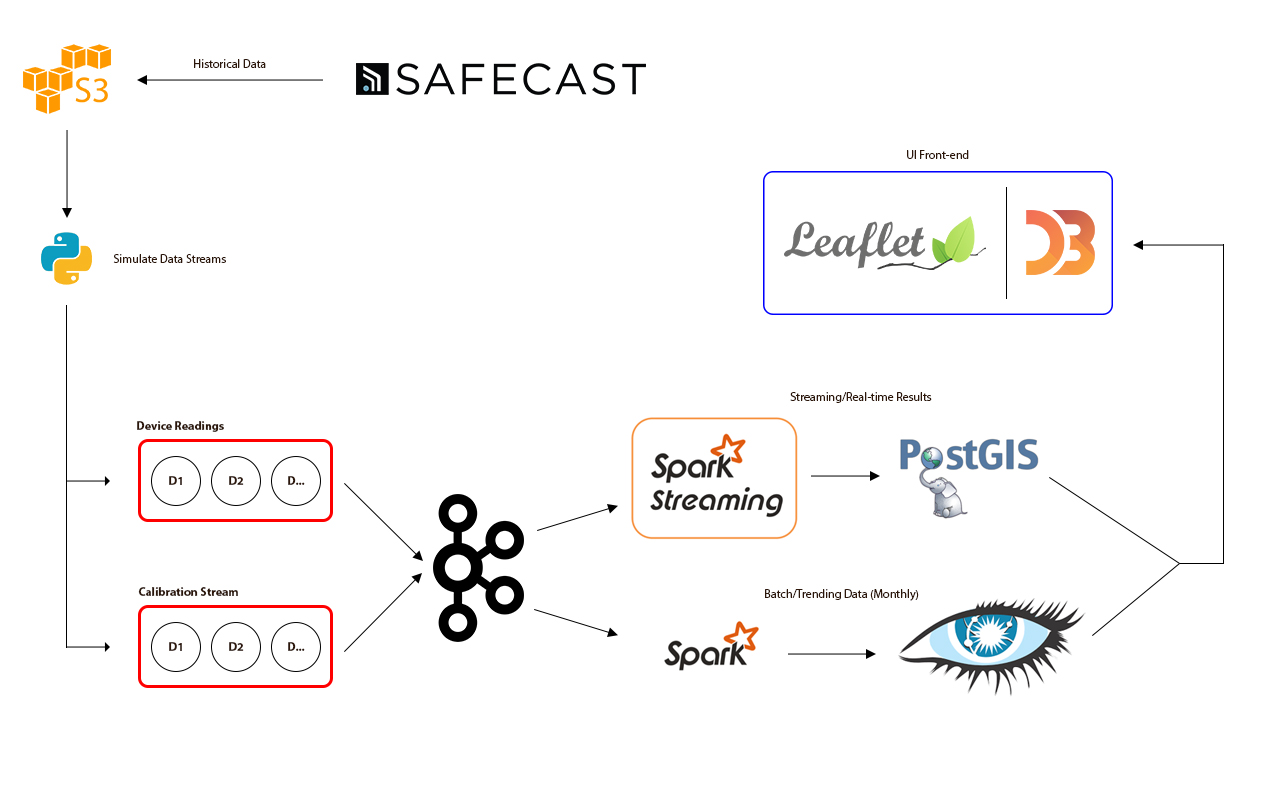 Historical Data
SAFECAST
S3
UI Front-end
Leaflet
D3
Simulate Data Streams
Streaming/Real-time Results
Device Readings
D1 D2 D...
Spark
Streaming
PostGIS
Calibration Stream
D1 D2 D...
Batch/Trending Data (Monthly)
Spark